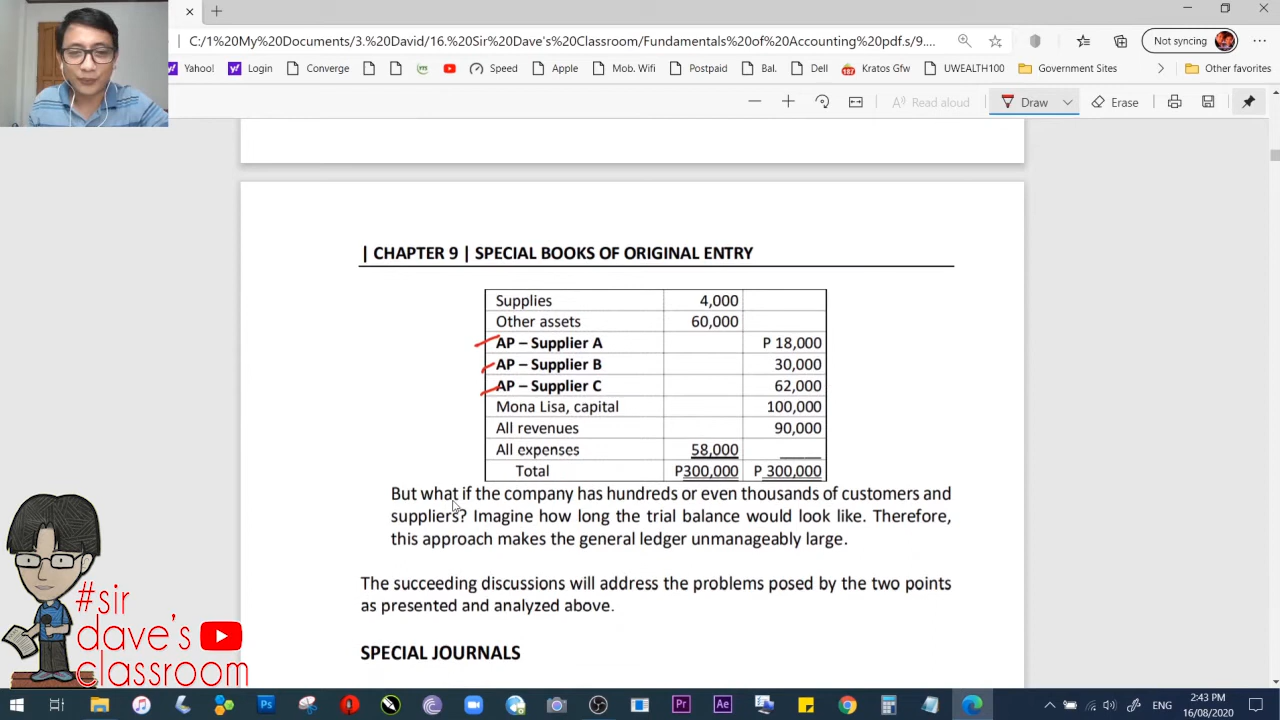 C:/1%20My%20Documents/3.%20David/16.%20Sir%20Dave's%20Classroom/Fundamentals%20of%20Accounting%20pdf.s/9....
Not syncing
Yahoo!
Login
Converge
Speed
Apple
Mob. Wifi
Postpaid
Bal.
Dell
Kratos Gfw
UWEALTH100
Government Sites
Other favorites
Read aloud
Draw
Erase
| CHAPTER 9 | SPECIAL BOOKS OF ORIGINAL ENTRY
Supplies 4,000
Other assets 60,000
AP – Supplier A P 18,000
AP – Supplier B 30,000
AP – Supplier C 62,000
Mona Lisa, capital 100,000
All revenues 90,000
All expenses 58,000
Total P300,000 P 300,000
But what if the company has hundreds or even thousands of customers and
suppliers? Imagine how long the trial balance would look like. Therefore,
this approach makes the general ledger unmanageably large.
The succeeding discussions will address the problems posed by the two points
as presented and analyzed above.
SPECIAL JOURNALS
#sir
dave's
classroom
2:43 PM
16/08/2020